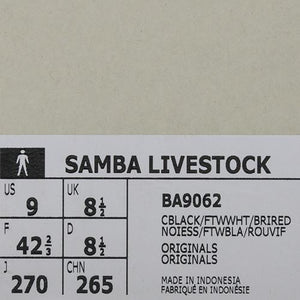 SAMBA LIVESTOCK
US UK
9 8½ BA9062
F D CBLACK/FTWWHT/BRIRED
42⅔ 8½ NOIESS/FTWBLA/ROUVIF
ORIGINALS
ORIGINALS
J CHN
270 265 MADE IN INDONESIA
FABRIQUÉ EN INDONÉSIE